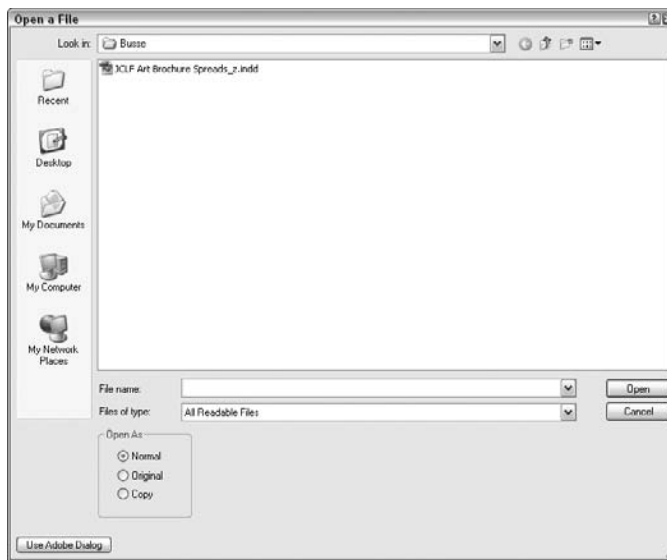 Open a File
Look in:
Busse
JCLF Art Brochure Spreads_z.indd
Recent
Desktop
My Documents
My Computer
My Network
Places
File name:
Open
Files of type:
All Readable Files
Cancel
Open As
Normal
Original
Copy
Use Adobe Dialog